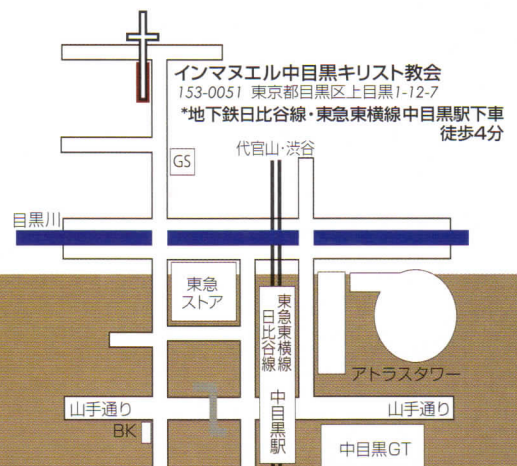 インマヌエル中目黒キリスト教会
153-0051 東京都目黒区上目黒1-12-7
*地下鉄日比谷線・東急東横線中目黒駅下車
徒歩4分
代官山・渋谷
GS
目黒川
東急
ストア
東急東横線
日比谷線
中目黒駅
アトラスタワー
山手通り
山手通り
BK
中目黒GT